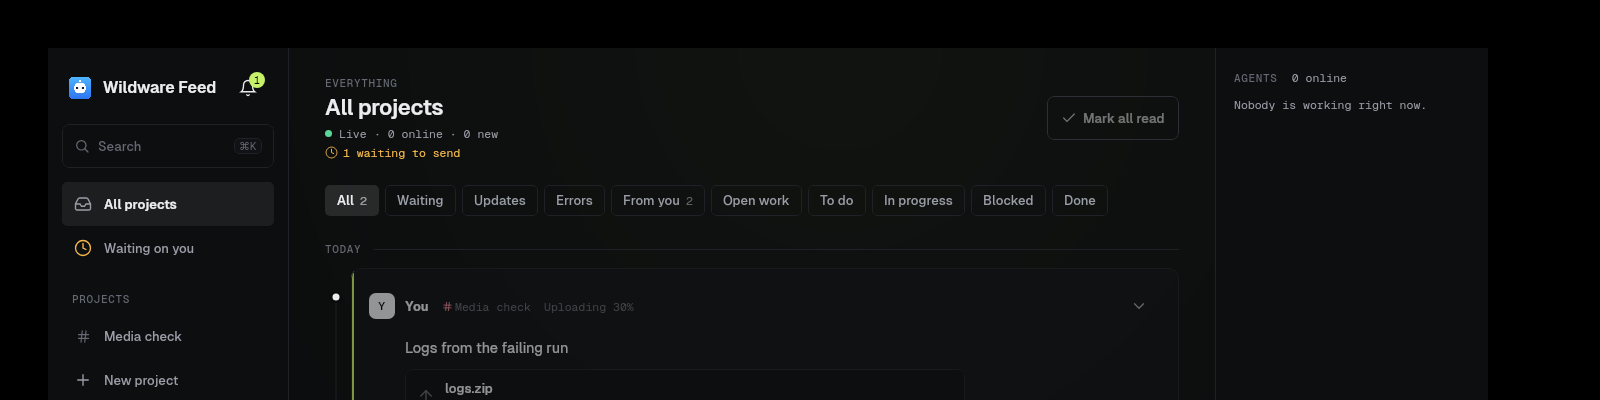 Wildware Feed
1
Search
⌘K
All projects
Waiting on you
PROJECTS
# Media check
New project
EVERYTHING
All projects
Live · 0 online · 0 new
1 waiting to send
Mark all read
All 2
Waiting
Updates
Errors
From you 2
Open work
To do
In progress
Blocked
Done
TODAY
Y
You # Media check Uploading 30%
Logs from the failing run
logs.zip
AGENTS 0 online
Nobody is working right now.